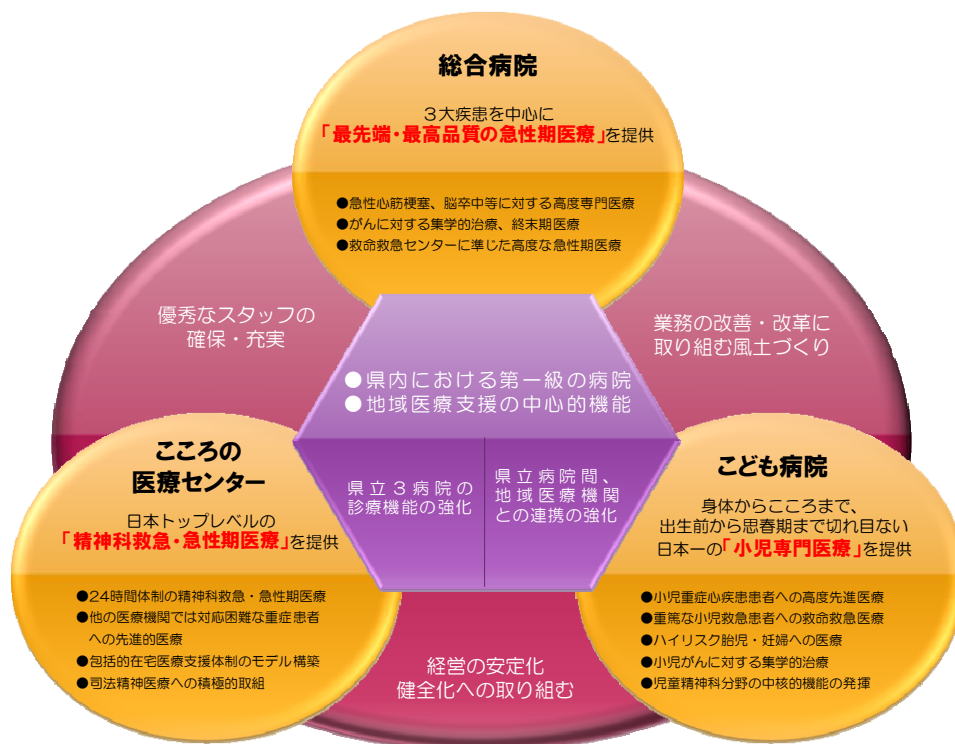 総合病院
3大疾患を中心に
「最先端・最高品質の急性期医療」を提供
●急性心筋梗塞、脳卒中等に対する高度専門医療
●がんに対する集学的治療、終末期医療
●救命救急センターに準じた高度な急性期医療
優秀なスタッフの
確保・充実
業務の改善・改革に
取り組む風土づくり
●県内における第一級の病院
●地域医療支援の中心的機能
県立3病院の
診療機能の強化
県立病院間、
地域医療機関
との連携の強化
こころの
医療センター
日本トップレベルの
「精神科救急・急性期医療」を提供
●24時間体制の精神科救急・急性期医療
●他の医療機関では対応困難な重症患者
への先進的医療
●包括的在宅医療支援体制のモデル構築
●司法精神医療への積極的取組
こども病院
身体からこころまで、
出生前から思春期まで切れ目ない
日本一の「小児専門医療」を提供
●小児重症心疾患患者への高度先進医療
●重篤な小児救急患者への救命救急医療
●ハイリスク胎児・妊婦への医療
●小児がんに対する集学的治療
●児童精神科分野の中核的機能の発揮
経営の安定化
健全化への取り組む